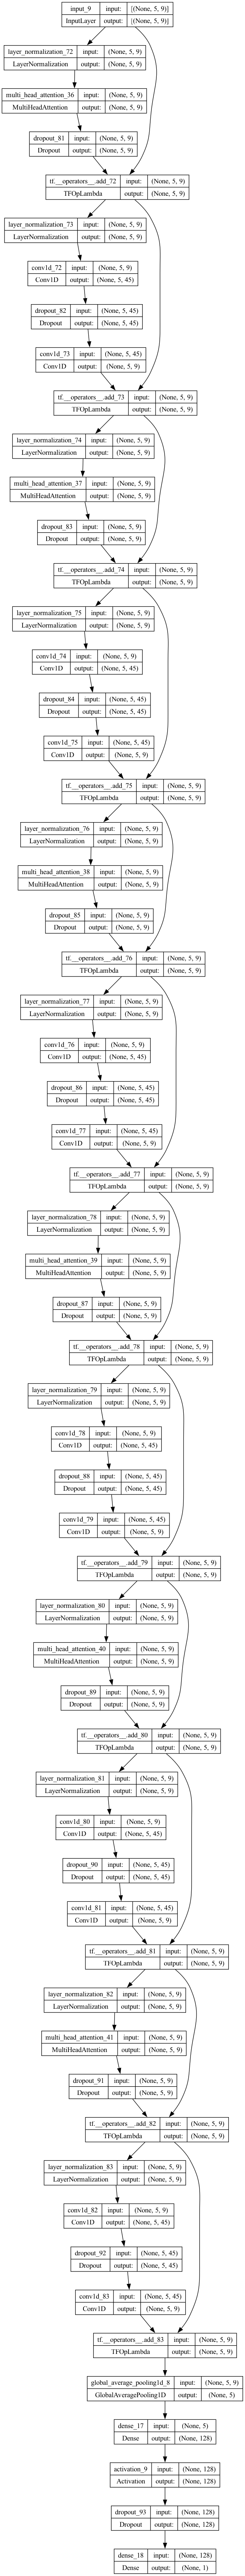 input_9 input: [(None, 5, 9)]
InputLayer output: [(None, 5, 9)]
layer_normalization_72 input: (None, 5, 9)
LayerNormalization output: (None, 5, 9)
multi_head_attention_36 input: (None, 5, 9)
MultiHeadAttention output: (None, 5, 9)
dropout_81 input: (None, 5, 9)
Dropout output: (None, 5, 9)
tf.__operators__.add_72 input: (None, 5, 9)
TFOpLambda output: (None, 5, 9)
layer_normalization_73 input: (None, 5, 9)
LayerNormalization output: (None, 5, 9)
conv1d_72 input: (None, 5, 9)
Conv1D output: (None, 5, 45)
dropout_82 input: (None, 5, 45)
Dropout output: (None, 5, 45)
conv1d_73 input: (None, 5, 45)
Conv1D output: (None, 5, 9)
tf.__operators__.add_73 input: (None, 5, 9)
TFOpLambda output: (None, 5, 9)
layer_normalization_74 input: (None, 5, 9)
LayerNormalization output: (None, 5, 9)
multi_head_attention_37 input: (None, 5, 9)
MultiHeadAttention output: (None, 5, 9)
dropout_83 input: (None, 5, 9)
Dropout output: (None, 5, 9)
tf.__operators__.add_74 input: (None, 5, 9)
TFOpLambda output: (None, 5, 9)
layer_normalization_75 input: (None, 5, 9)
LayerNormalization output: (None, 5, 9)
conv1d_74 input: (None, 5, 9)
Conv1D output: (None, 5, 45)
dropout_84 input: (None, 5, 45)
Dropout output: (None, 5, 45)
conv1d_75 input: (None, 5, 45)
Conv1D output: (None, 5, 9)
tf.__operators__.add_75 input: (None, 5, 9)
TFOpLambda output: (None, 5, 9)
layer_normalization_76 input: (None, 5, 9)
LayerNormalization output: (None, 5, 9)
multi_head_attention_38 input: (None, 5, 9)
MultiHeadAttention output: (None, 5, 9)
dropout_85 input: (None, 5, 9)
Dropout output: (None, 5, 9)
tf.__operators__.add_76 input: (None, 5, 9)
TFOpLambda output: (None, 5, 9)
layer_normalization_77 input: (None, 5, 9)
LayerNormalization output: (None, 5, 9)
conv1d_76 input: (None, 5, 9)
Conv1D output: (None, 5, 45)
dropout_86 input: (None, 5, 45)
Dropout output: (None, 5, 45)
conv1d_77 input: (None, 5, 45)
Conv1D output: (None, 5, 9)
tf.__operators__.add_77 input: (None, 5, 9)
TFOpLambda output: (None, 5, 9)
layer_normalization_78 input: (None, 5, 9)
LayerNormalization output: (None, 5, 9)
multi_head_attention_39 input: (None, 5, 9)
MultiHeadAttention output: (None, 5, 9)
dropout_87 input: (None, 5, 9)
Dropout output: (None, 5, 9)
tf.__operators__.add_78 input: (None, 5, 9)
TFOpLambda output: (None, 5, 9)
layer_normalization_79 input: (None, 5, 9)
LayerNormalization output: (None, 5, 9)
conv1d_78 input: (None, 5, 9)
Conv1D output: (None, 5, 45)
dropout_88 input: (None, 5, 45)
Dropout output: (None, 5, 45)
conv1d_79 input: (None, 5, 45)
Conv1D output: (None, 5, 9)
tf.__operators__.add_79 input: (None, 5, 9)
TFOpLambda output: (None, 5, 9)
layer_normalization_80 input: (None, 5, 9)
LayerNormalization output: (None, 5, 9)
multi_head_attention_40 input: (None, 5, 9)
MultiHeadAttention output: (None, 5, 9)
dropout_89 input: (None, 5, 9)
Dropout output: (None, 5, 9)
tf.__operators__.add_80 input: (None, 5, 9)
TFOpLambda output: (None, 5, 9)
layer_normalization_81 input: (None, 5, 9)
LayerNormalization output: (None, 5, 9)
conv1d_80 input: (None, 5, 9)
Conv1D output: (None, 5, 45)
dropout_90 input: (None, 5, 45)
Dropout output: (None, 5, 45)
conv1d_81 input: (None, 5, 45)
Conv1D output: (None, 5, 9)
tf.__operators__.add_81 input: (None, 5, 9)
TFOpLambda output: (None, 5, 9)
layer_normalization_82 input: (None, 5, 9)
LayerNormalization output: (None, 5, 9)
multi_head_attention_41 input: (None, 5, 9)
MultiHeadAttention output: (None, 5, 9)
dropout_91 input: (None, 5, 9)
Dropout output: (None, 5, 9)
tf.__operators__.add_82 input: (None, 5, 9)
TFOpLambda output: (None, 5, 9)
layer_normalization_83 input: (None, 5, 9)
LayerNormalization output: (None, 5, 9)
conv1d_82 input: (None, 5, 9)
Conv1D output: (None, 5, 45)
dropout_92 input: (None, 5, 45)
Dropout output: (None, 5, 45)
conv1d_83 input: (None, 5, 45)
Conv1D output: (None, 5, 9)
tf.__operators__.add_83 input: (None, 5, 9)
TFOpLambda output: (None, 5, 9)
global_average_pooling1d_8 input: (None, 5, 9)
GlobalAveragePooling1D output: (None, 5)
dense_17 input: (None, 5)
Dense output: (None, 128)
activation_9 input: (None, 128)
Activation output: (None, 128)
dropout_93 input: (None, 128)
Dropout output: (None, 128)
dense_18 input: (None, 128)
Dense output: (None, 1)